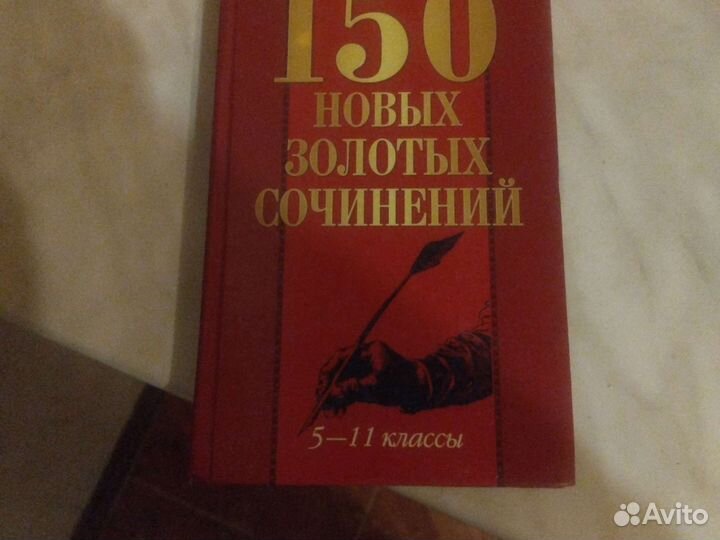 150
НОВЫХ
ЗОЛОТЫХ
СОЧИНЕНИЙ
5—11 классы
Avito